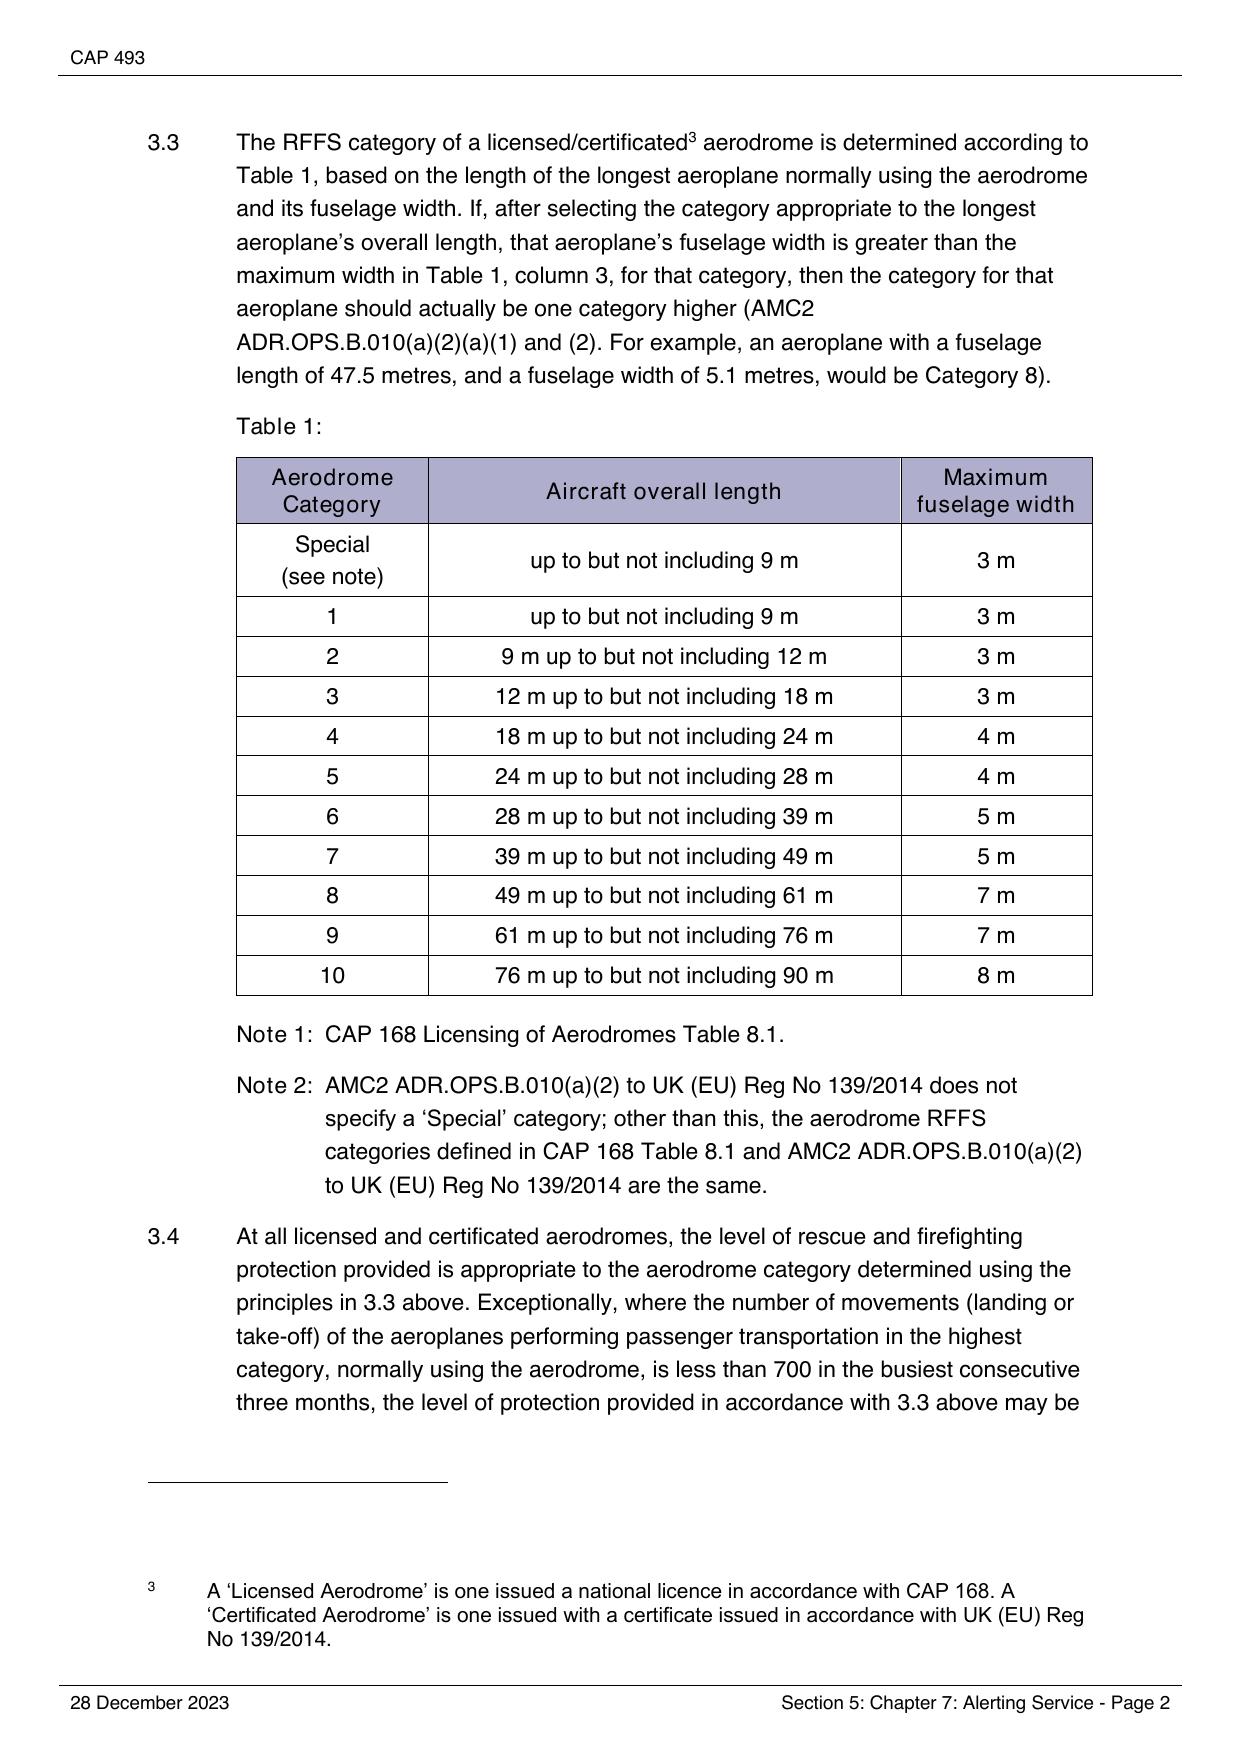 CAP 493
3.3 The RFFS category of a licensed/certificated³ aerodrome is determined according to
Table 1, based on the length of the longest aeroplane normally using the aerodrome
and its fuselage width. If, after selecting the category appropriate to the longest
aeroplane’s overall length, that aeroplane’s fuselage width is greater than the
maximum width in Table 1, column 3, for that category, then the category for that
aeroplane should actually be one category higher (AMC2
ADR.OPS.B.010(a)(2)(a)(1) and (2). For example, an aeroplane with a fuselage
length of 47.5 metres, and a fuselage width of 5.1 metres, would be Category 8).
Table 1:
Aerodrome
Category
Aircraft overall length
Maximum
fuselage width
Special
(see note)
up to but not including 9 m
3 m
1 up to but not including 9 m 3 m
2 9 m up to but not including 12 m 3 m
3 12 m up to but not including 18 m 3 m
4 18 m up to but not including 24 m 4 m
5 24 m up to but not including 28 m 4 m
6 28 m up to but not including 39 m 5 m
7 39 m up to but not including 49 m 5 m
8 49 m up to but not including 61 m 7 m
9 61 m up to but not including 76 m 7 m
10 76 m up to but not including 90 m 8 m
Note 1: CAP 168 Licensing of Aerodromes Table 8.1.
Note 2: AMC2 ADR.OPS.B.010(a)(2) to UK (EU) Reg No 139/2014 does not
specify a ‘Special’ category; other than this, the aerodrome RFFS
categories defined in CAP 168 Table 8.1 and AMC2 ADR.OPS.B.010(a)(2)
to UK (EU) Reg No 139/2014 are the same.
3.4 At all licensed and certificated aerodromes, the level of rescue and firefighting
protection provided is appropriate to the aerodrome category determined using the
principles in 3.3 above. Exceptionally, where the number of movements (landing or
take-off) of the aeroplanes performing passenger transportation in the highest
category, normally using the aerodrome, is less than 700 in the busiest consecutive
three months, the level of protection provided in accordance with 3.3 above may be
3 A ‘Licensed Aerodrome’ is one issued a national licence in accordance with CAP 168. A
‘Certificated Aerodrome’ is one issued with a certificate issued in accordance with UK (EU) Reg
No 139/2014.
28 December 2023 Section 5: Chapter 7: Alerting Service - Page 2